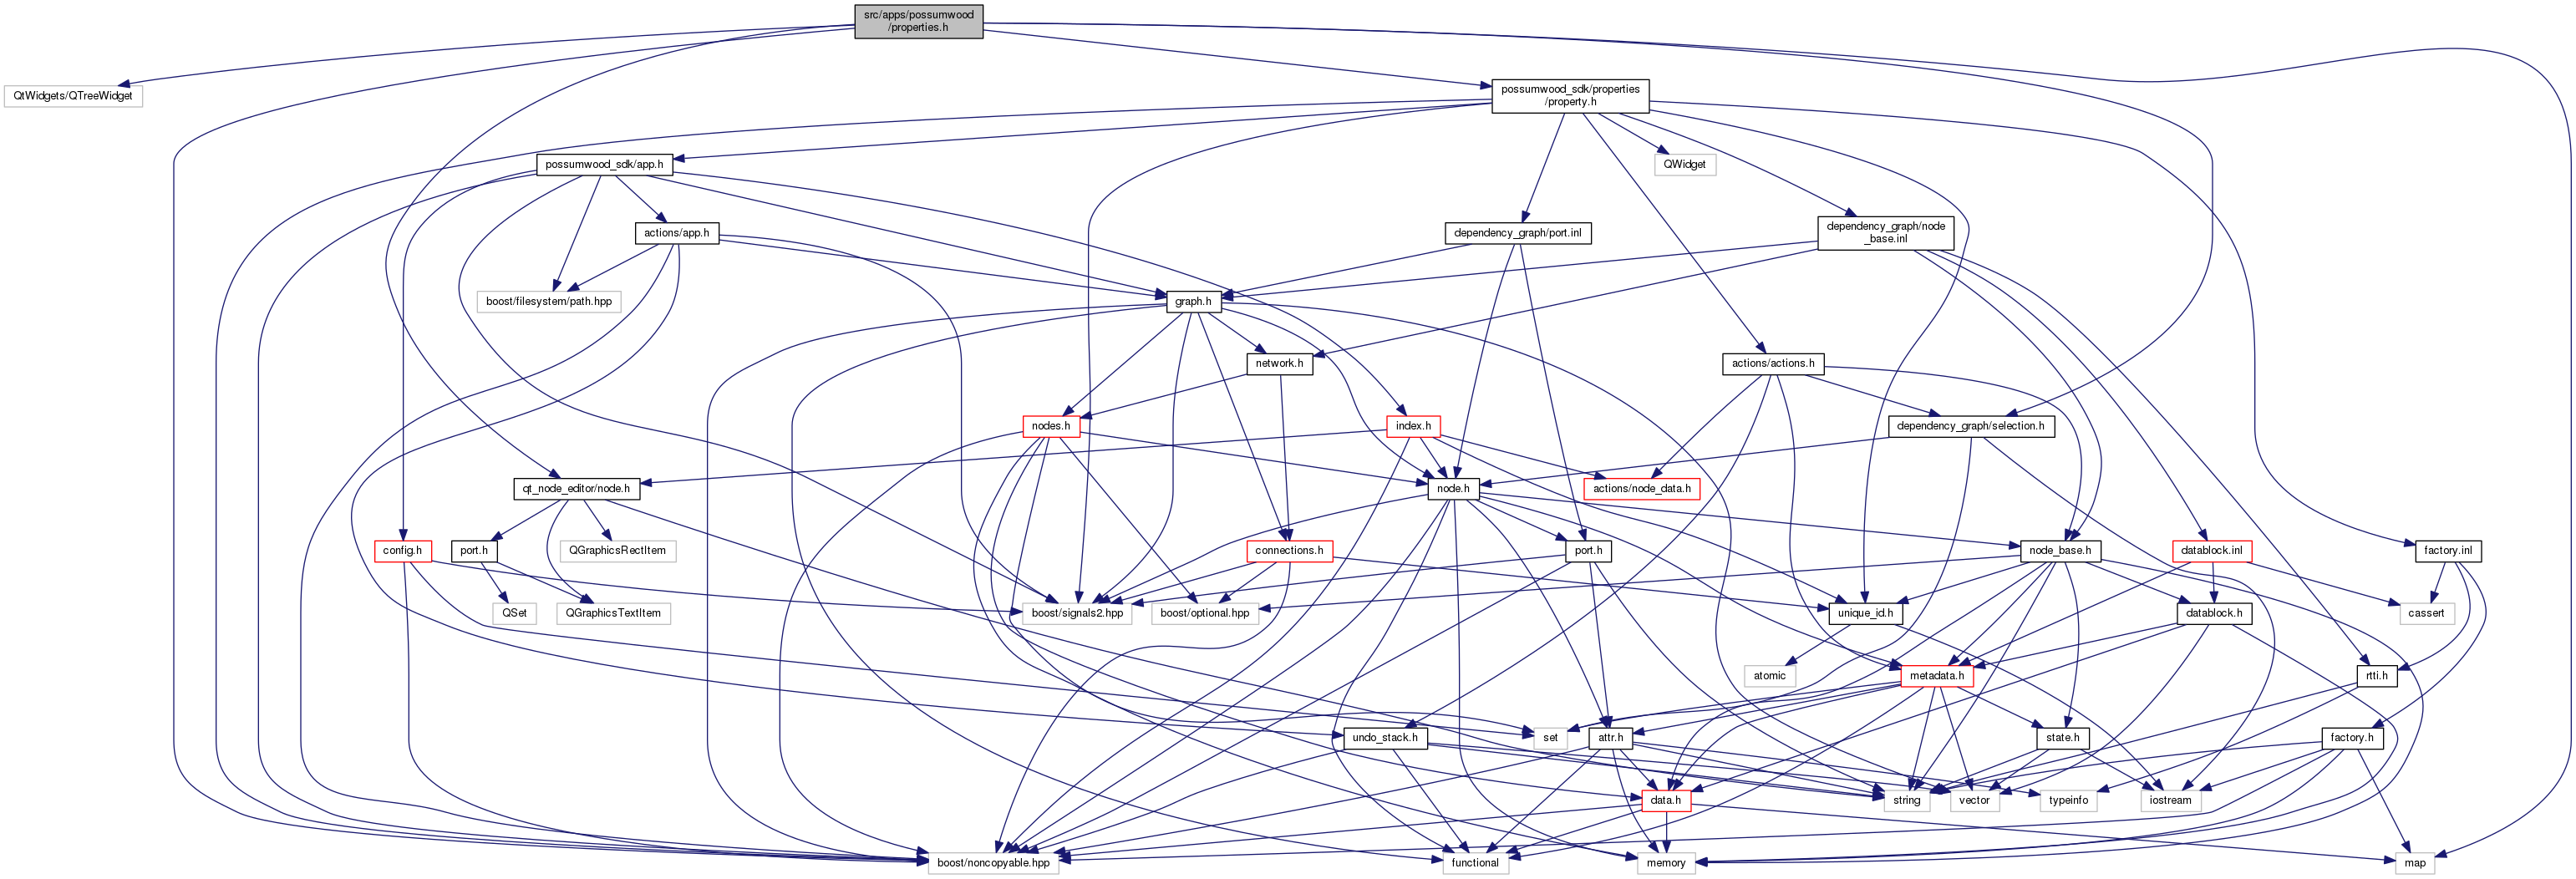 src/apps/possumwood
/properties.h
QtWidgets/QTreeWidget
possumwood_sdk/properties
/property.h
possumwood_sdk/app.h
QWidget
actions/app.h
dependency_graph/port.inl
dependency_graph/node
_base.inl
boost/filesystem/path.hpp
graph.h
network.h
actions/actions.h
nodes.h
index.h
dependency_graph/selection.h
qt_node_editor/node.h
node.h
actions/node_data.h
config.h
port.h
QGraphicsRectItem
connections.h
port.h
node_base.h
datablock.inl
factory.inl
QSet
QGraphicsTextItem
boost/signals2.hpp
boost/optional.hpp
unique_id.h
datablock.h
cassert
atomic
metadata.h
rtti.h
undo_stack.h
set
attr.h
state.h
factory.h
data.h
string
vector
typeinfo
iostream
boost/noncopyable.hpp
functional
memory
map